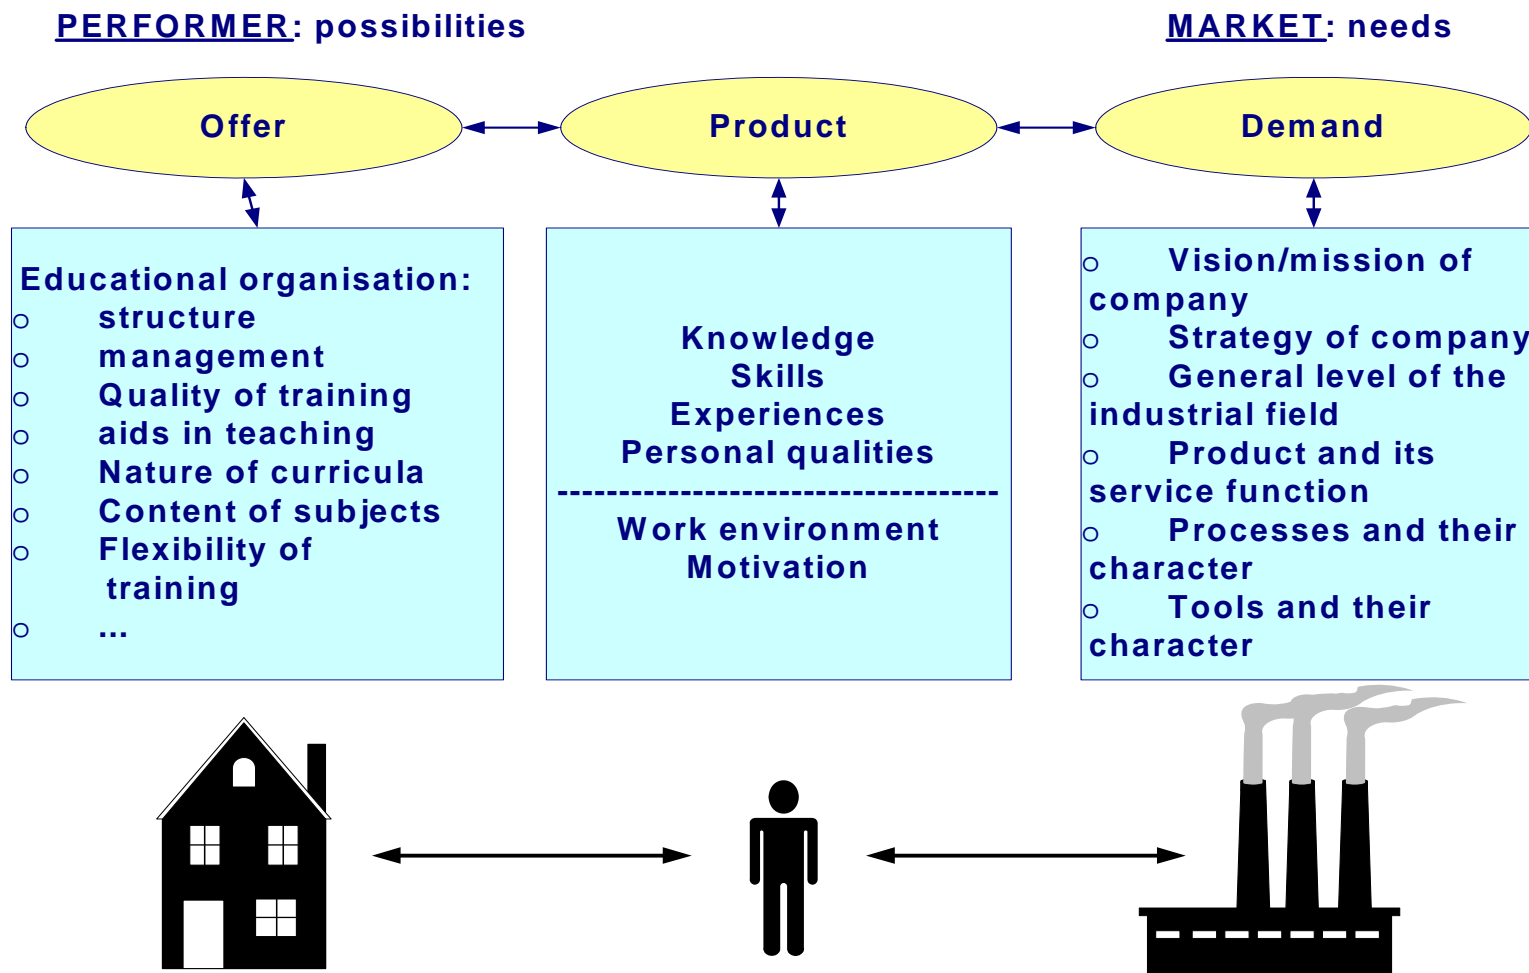 PERFORMER: possibilities
MARKET: needs
Offer
Product
Demand
Educational organisation:
o structure
o management
o Quality of training
o aids in teaching
o Nature of curricula
o Content of subjects
o Flexibility of
training
o ...
Knowledge
Skills
Experiences
Personal qualities
------------------------------------
Work environment
Motivation
o Vision/mission of
company
o Strategy of company
o General level of the
industrial field
o Product and its
service function
o Processes and their
character
o Tools and their
character